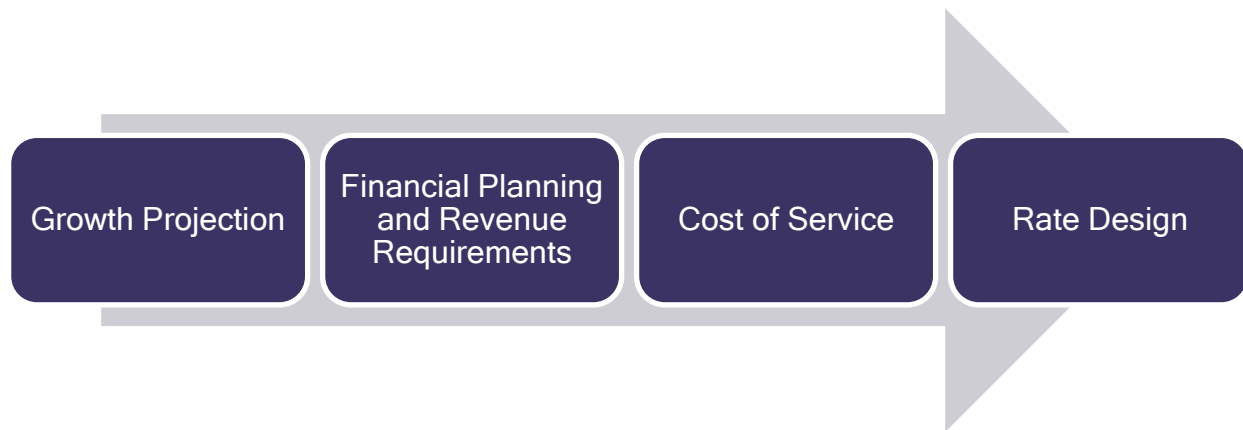 Growth Projection
Financial Planning
and Revenue
Requirements
Cost of Service
Rate Design